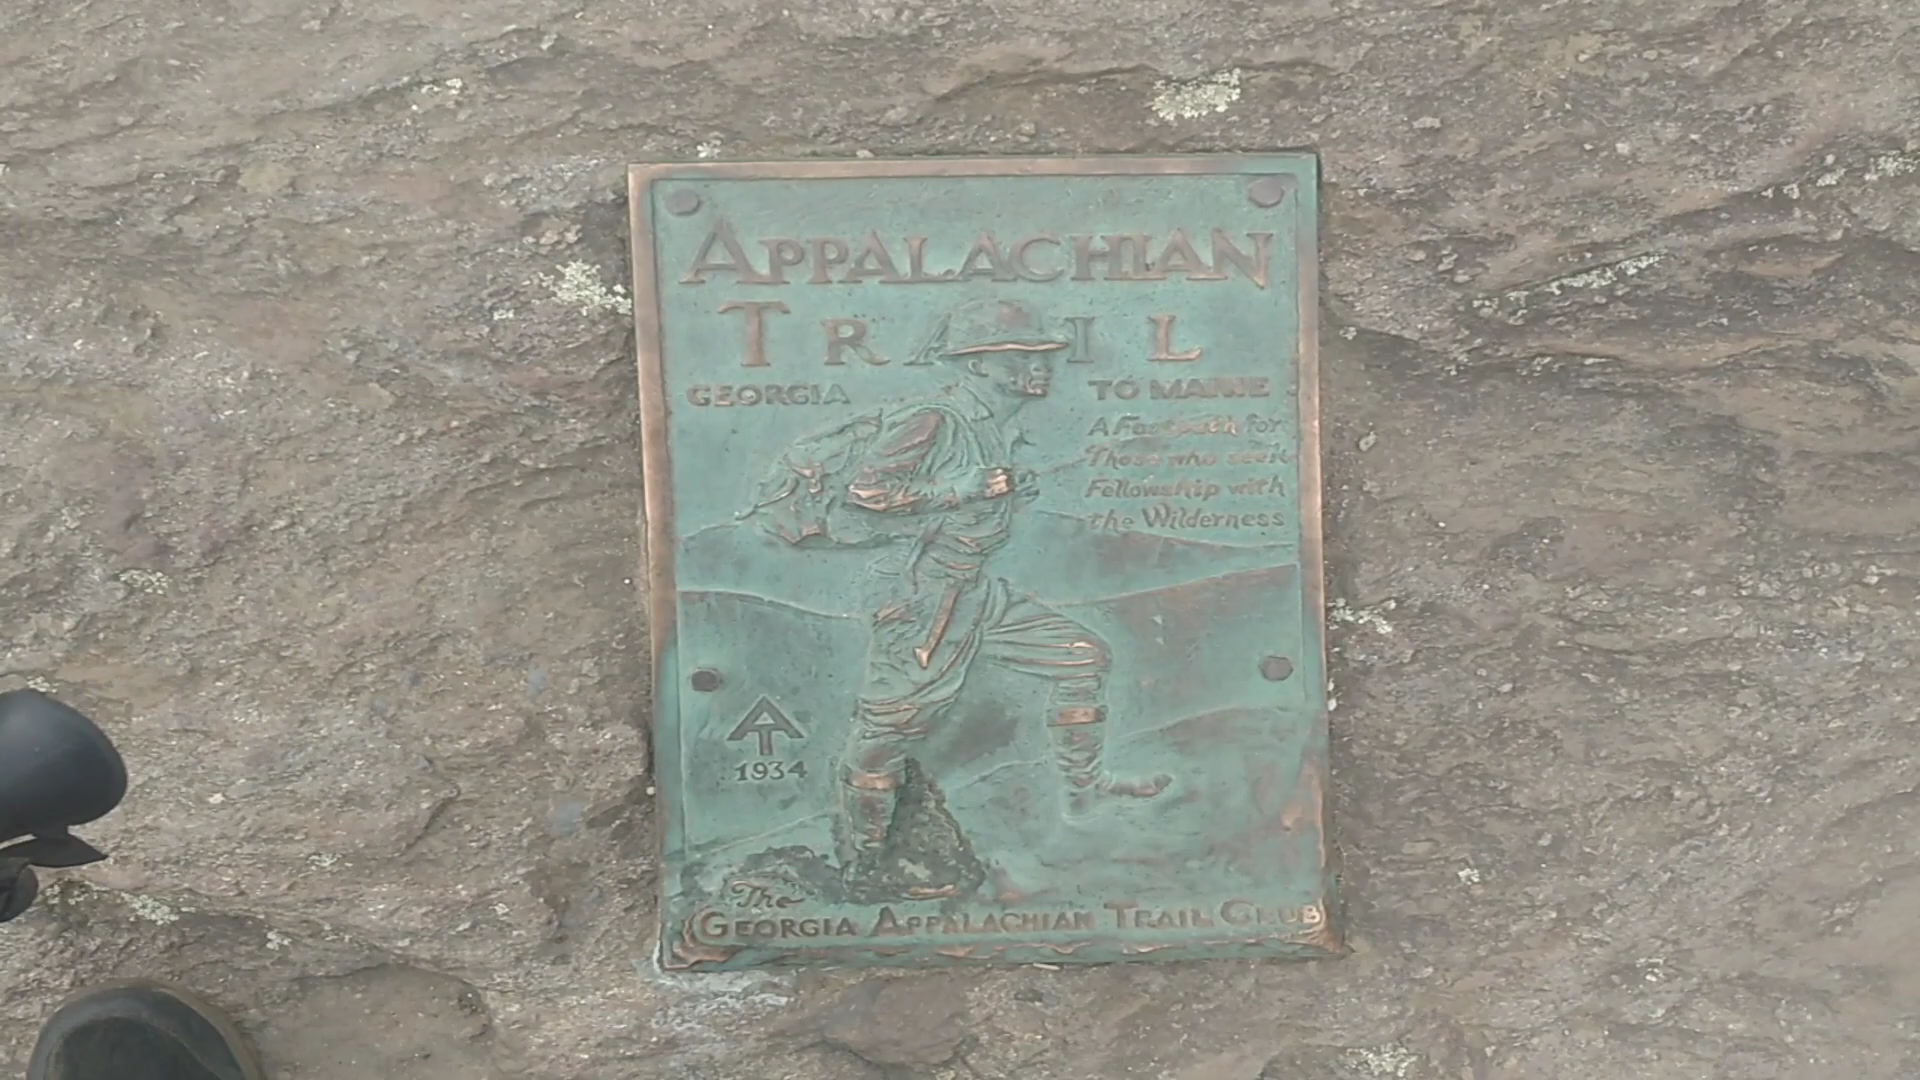 APPALACHIAN
TRAIL
GEORGIA TO MAINE
A Footpath for
Those who seek
Fellowship with
the Wilderness
AT
1934
The
GEORGIA APPALACHIAN TRAIL CLUB